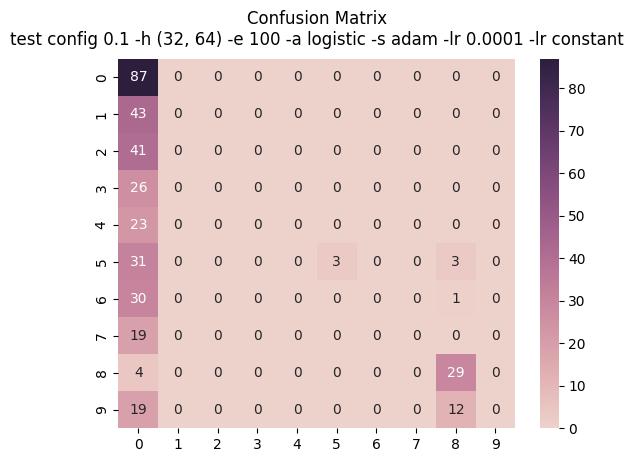 Confusion Matrix
test config 0.1 -h (32, 64) -e 100 -a logistic -s adam -lr 0.0001 -lr constant
0 87 0 0 0 0 0 0 0 0 0
1 43 0 0 0 0 0 0 0 0 0
2 41 0 0 0 0 0 0 0 0 0
3 26 0 0 0 0 0 0 0 0 0
4 23 0 0 0 0 0 0 0 0 0
5 31 0 0 0 0 3 0 0 3 0
6 30 0 0 0 0 0 0 0 1 0
7 19 0 0 0 0 0 0 0 0 0
8 4 0 0 0 0 0 0 0 29 0
9 19 0 0 0 0 0 0 0 12 0
0 1 2 3 4 5 6 7 8 9
80
70
60
50
40
30
20
10
0